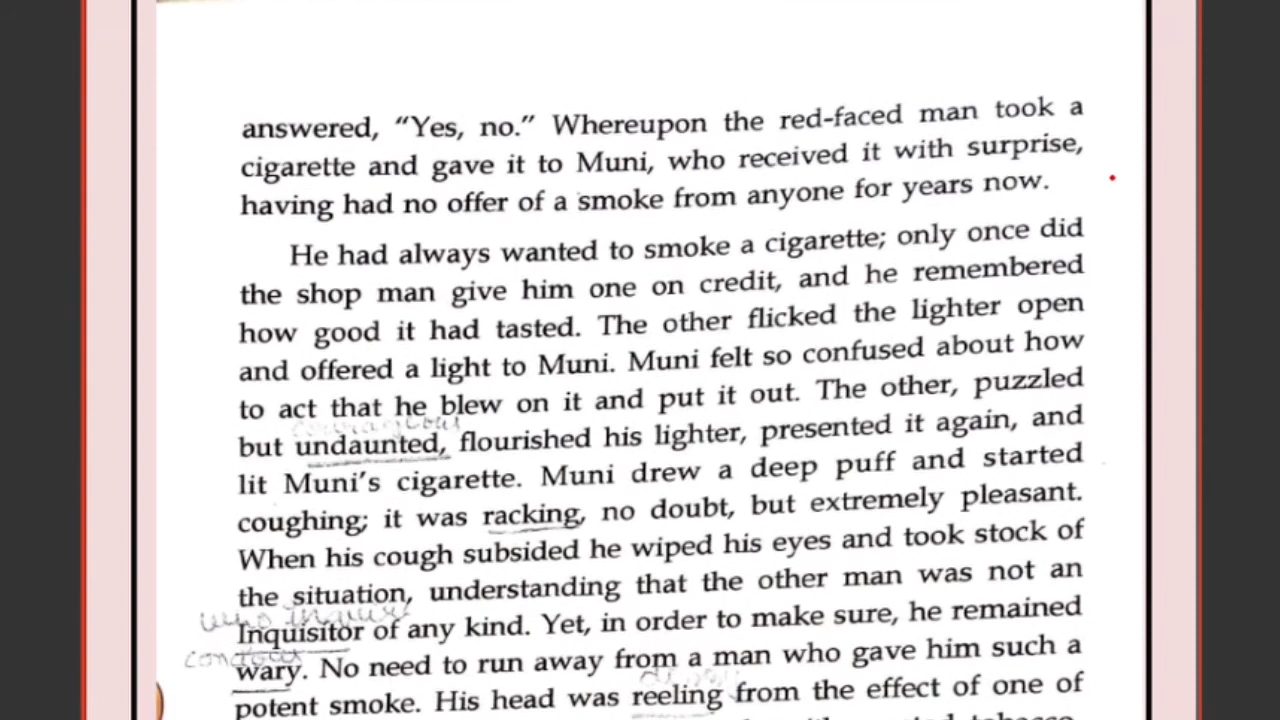 answered, “Yes, no.” Whereupon the red-faced man took a
cigarette and gave it to Muni, who received it with surprise,
having had no offer of a smoke from anyone for years now.
He had always wanted to smoke a cigarette; only once did
the shop man give him one on credit, and he remembered
how good it had tasted. The other flicked the lighter open
and offered a light to Muni. Muni felt so confused about how
to act that he blew on it and put it out. The other, puzzled
but undaunted, flourished his lighter, presented it again, and
lit Muni’s cigarette. Muni drew a deep puff and started
coughing; it was racking, no doubt, but extremely pleasant.
When his cough subsided he wiped his eyes and took stock of
the situation, understanding that the other man was not an
who inquire
Inquisitor of any kind. Yet, in order to make sure, he remained
wary. No need to run away from a man who gave him such a
potent smoke. His head was reeling from the effect of one of